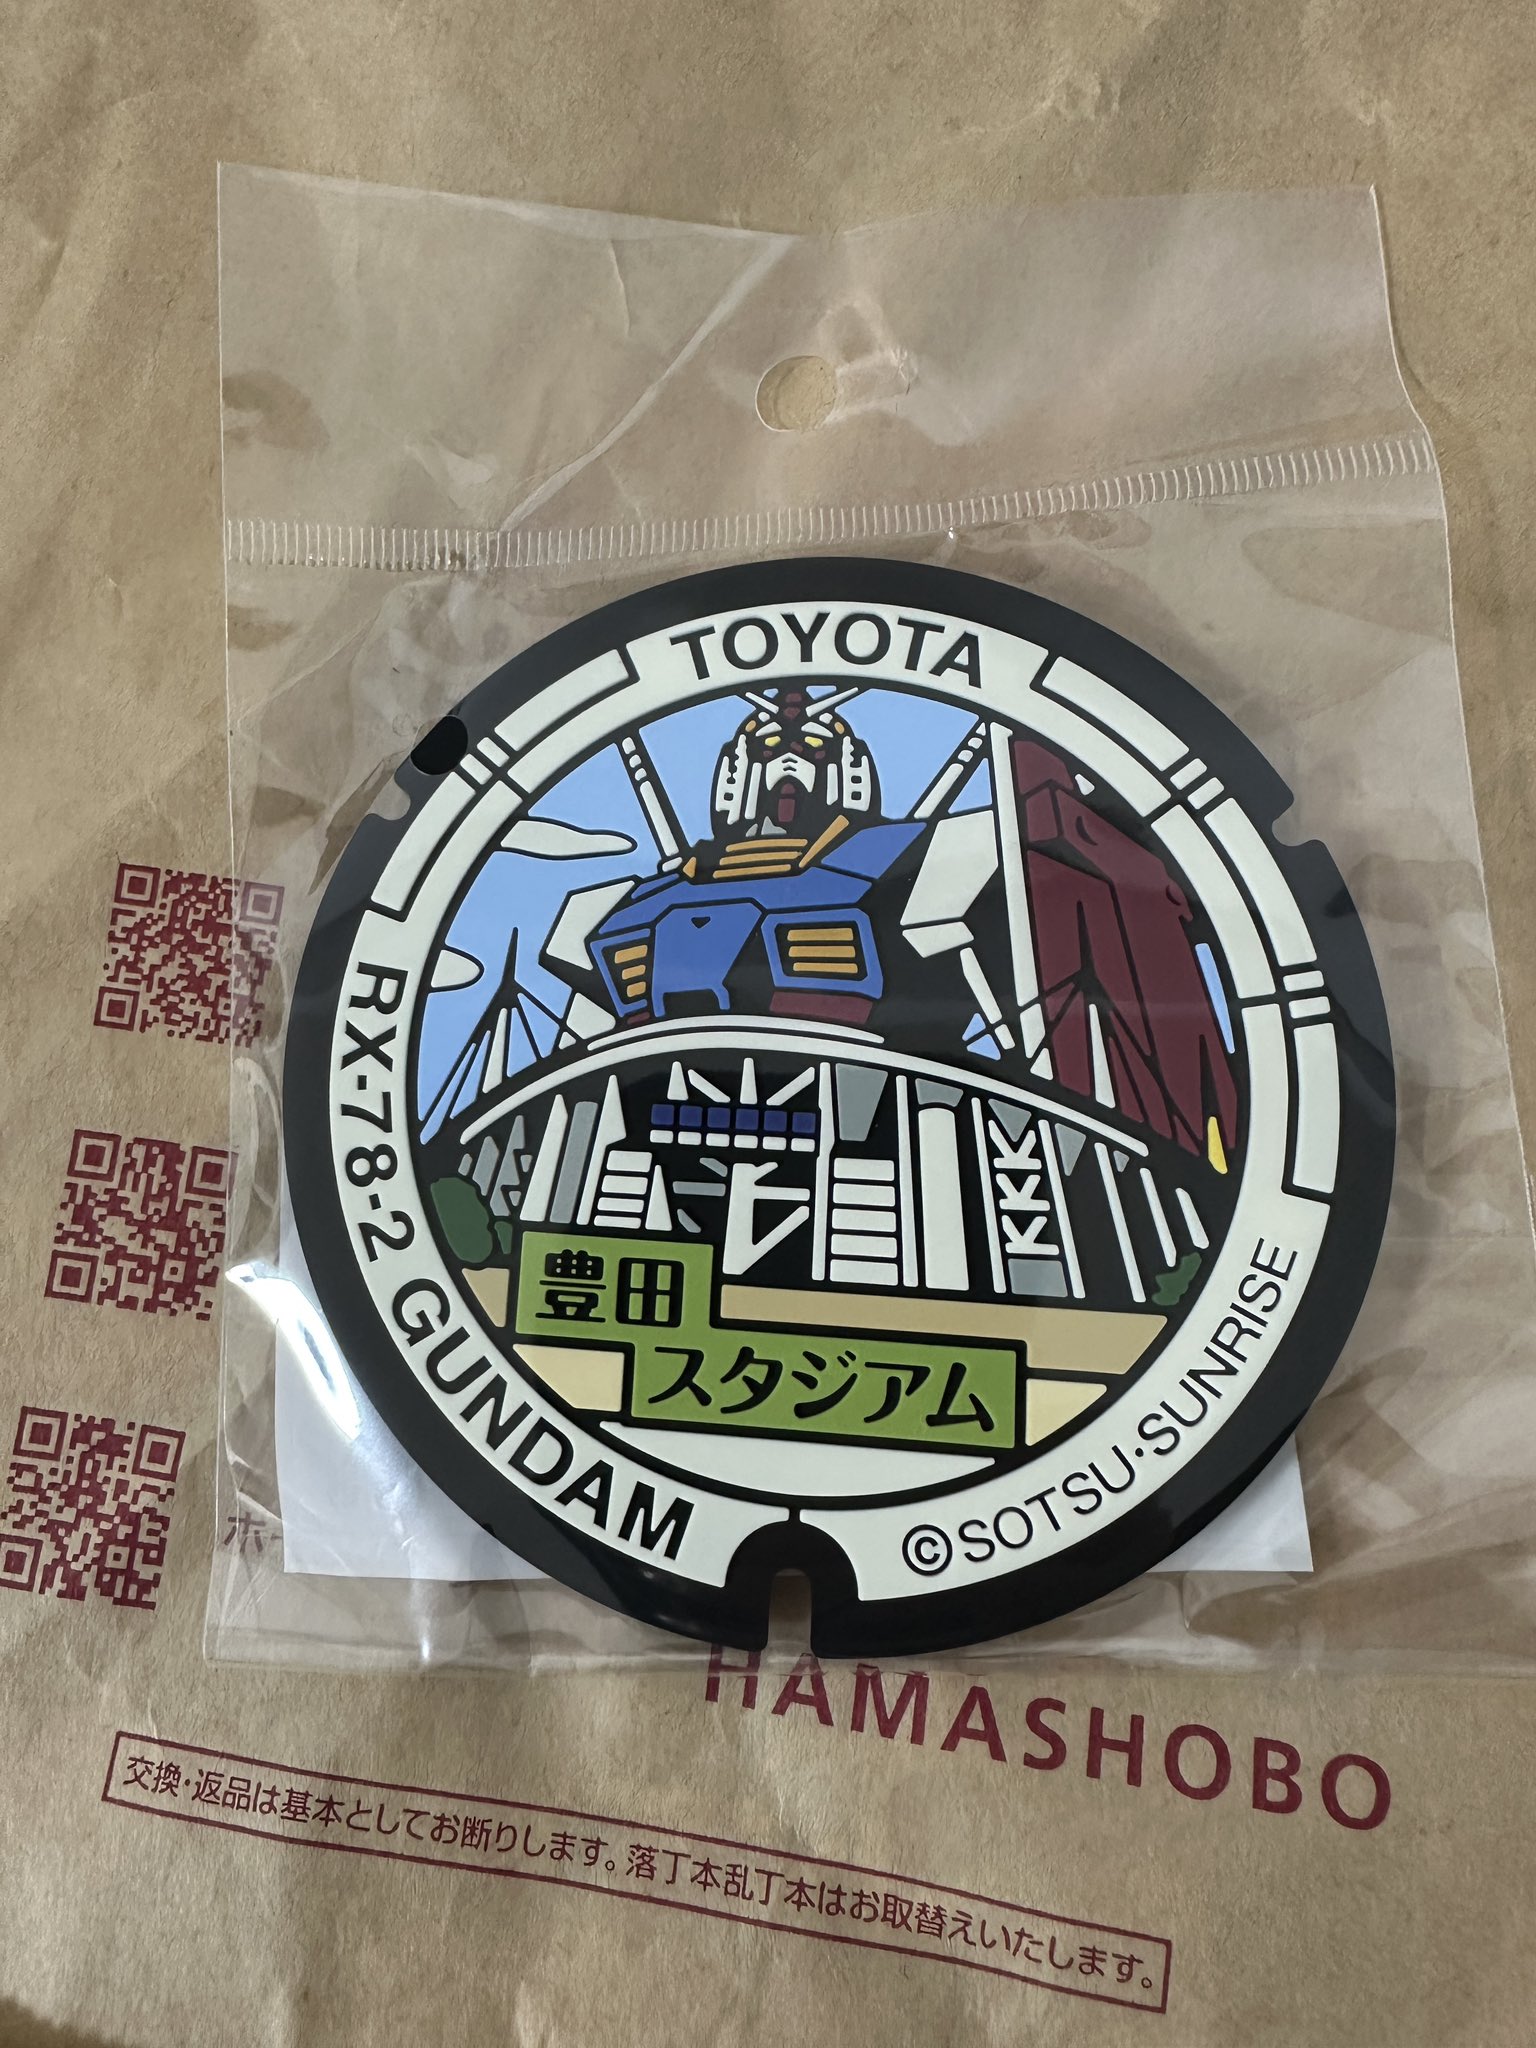 TOYOTA
RX-78-2 GUNDAM
豊田
スタジアム
©SOTSU・SUNRISE
HAMASHOBO
交換・返品は基本としてお断りします。落丁本乱丁本はお取替えいたします。